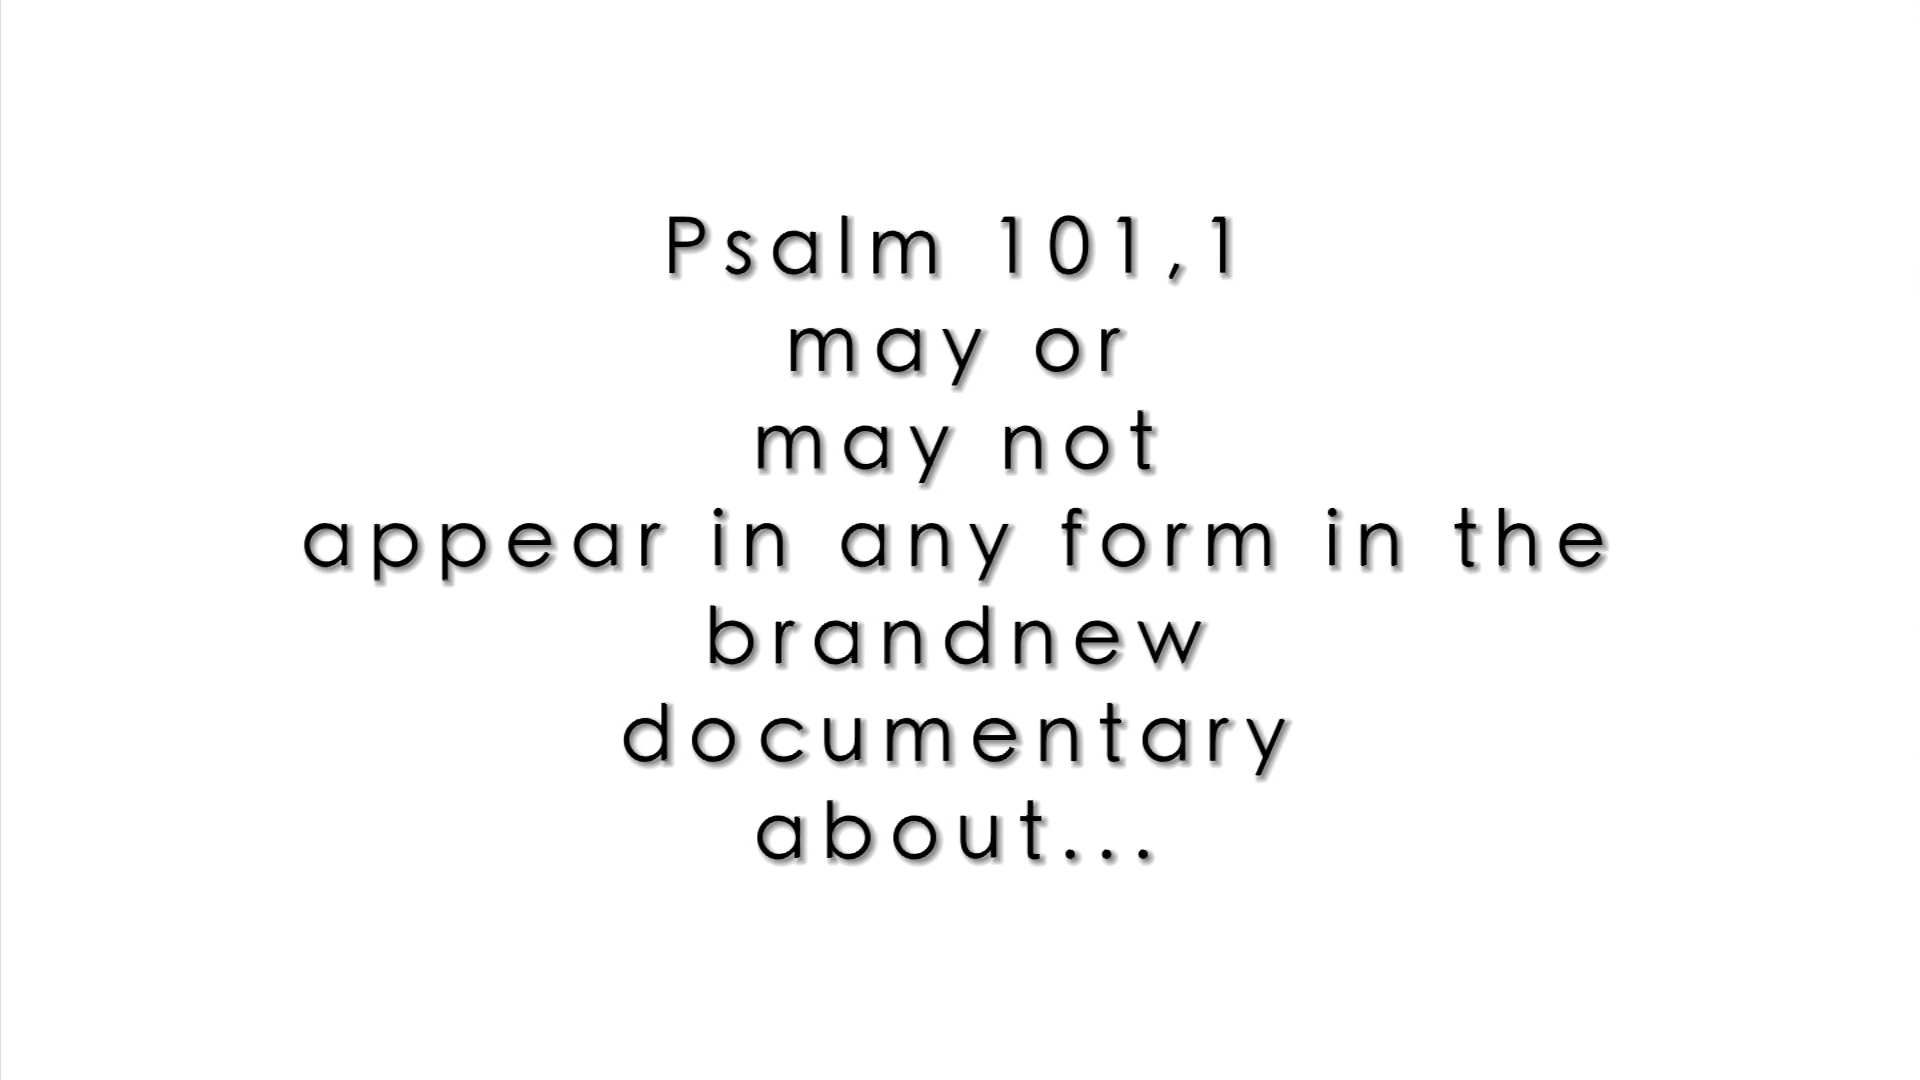 Psalm 101,1
may or
may not
appear in any form in the
brandnew
documentary
about...